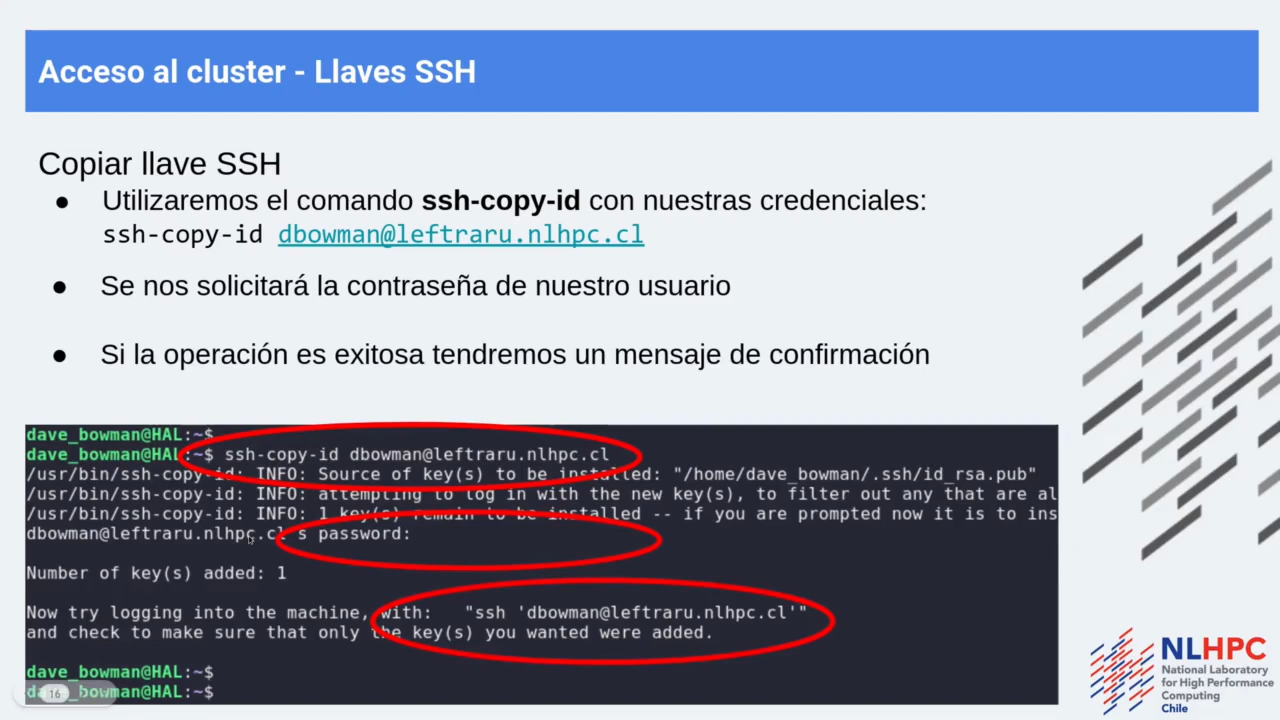 Acceso al cluster - Llaves SSH
Copiar llave SSH
● Utilizaremos el comando ssh-copy-id con nuestras credenciales:
ssh-copy-id dbowman@leftraru.nlhpc.cl
● Se nos solicitará la contraseña de nuestro usuario
● Si la operación es exitosa tendremos un mensaje de confirmación
dave_bowman@HAL:~$
dave_bowman@HAL:~$ ssh-copy-id dbowman@leftraru.nlhpc.cl
/usr/bin/ssh-copy-id: INFO: Source of key(s) to be installed: "/home/dave_bowman/.ssh/id_rsa.pub"
/usr/bin/ssh-copy-id: INFO: attempting to log in with the new key(s), to filter out any that are al
/usr/bin/ssh-copy-id: INFO: 1 key(s) remain to be installed -- if you are prompted now it is to ins
dbowman@leftraru.nlhpc.cl s password:
Number of key(s) added: 1
Now try logging into the machine, with: "ssh 'dbowman@leftraru.nlhpc.cl'"
and check to make sure that only the key(s) you wanted were added.
dave_bowman@HAL:~$
dave_bowman@HAL:~$
16
NLHPC
National Laboratory
for High Performance
Computing
Chile